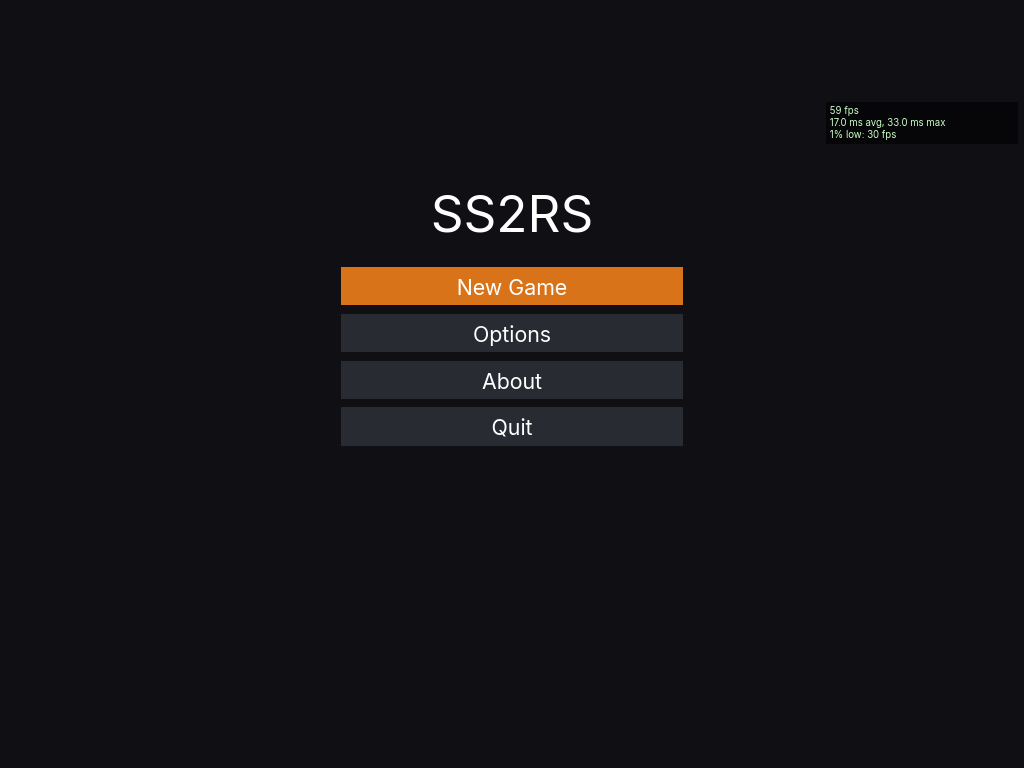 59 fps
17.0 ms avg, 33.0 ms max
1% low: 30 fps
SS2RS
New Game
Options
About
Quit